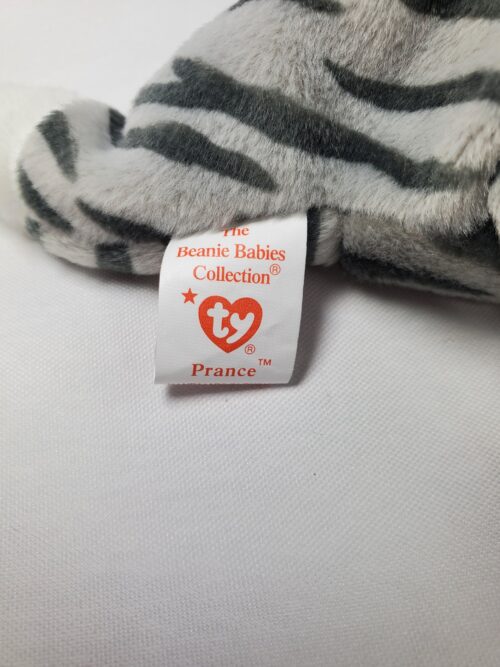 The
Beanie Babies
Collection®
★ ty ®
Prance™